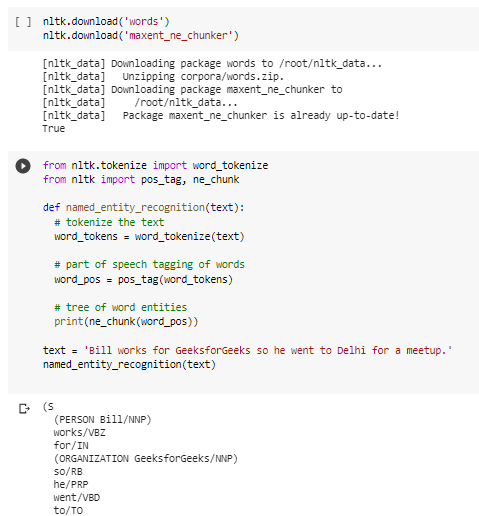 [ ] nltk.download('words')
nltk.download('maxent_ne_chunker')
[nltk_data] Downloading package words to /root/nltk_data...
[nltk_data]   Unzipping corpora/words.zip.
[nltk_data] Downloading package maxent_ne_chunker to
[nltk_data]     /root/nltk_data...
[nltk_data]   Package maxent_ne_chunker is already up-to-date!
True
from nltk.tokenize import word_tokenize
from nltk import pos_tag, ne_chunk
def named_entity_recognition(text):
  # tokenize the text
  word_tokens = word_tokenize(text)
  # part of speech tagging of words
  word_pos = pos_tag(word_tokens)
  # tree of word entities
  print(ne_chunk(word_pos))
text = 'Bill works for GeeksforGeeks so he went to Delhi for a meetup.'
named_entity_recognition(text)
(S
  (PERSON Bill/NNP)
  works/VBZ
  for/IN
  (ORGANIZATION GeeksforGeeks/NNP)
  so/RB
  he/PRP
  went/VBD
  to/TO